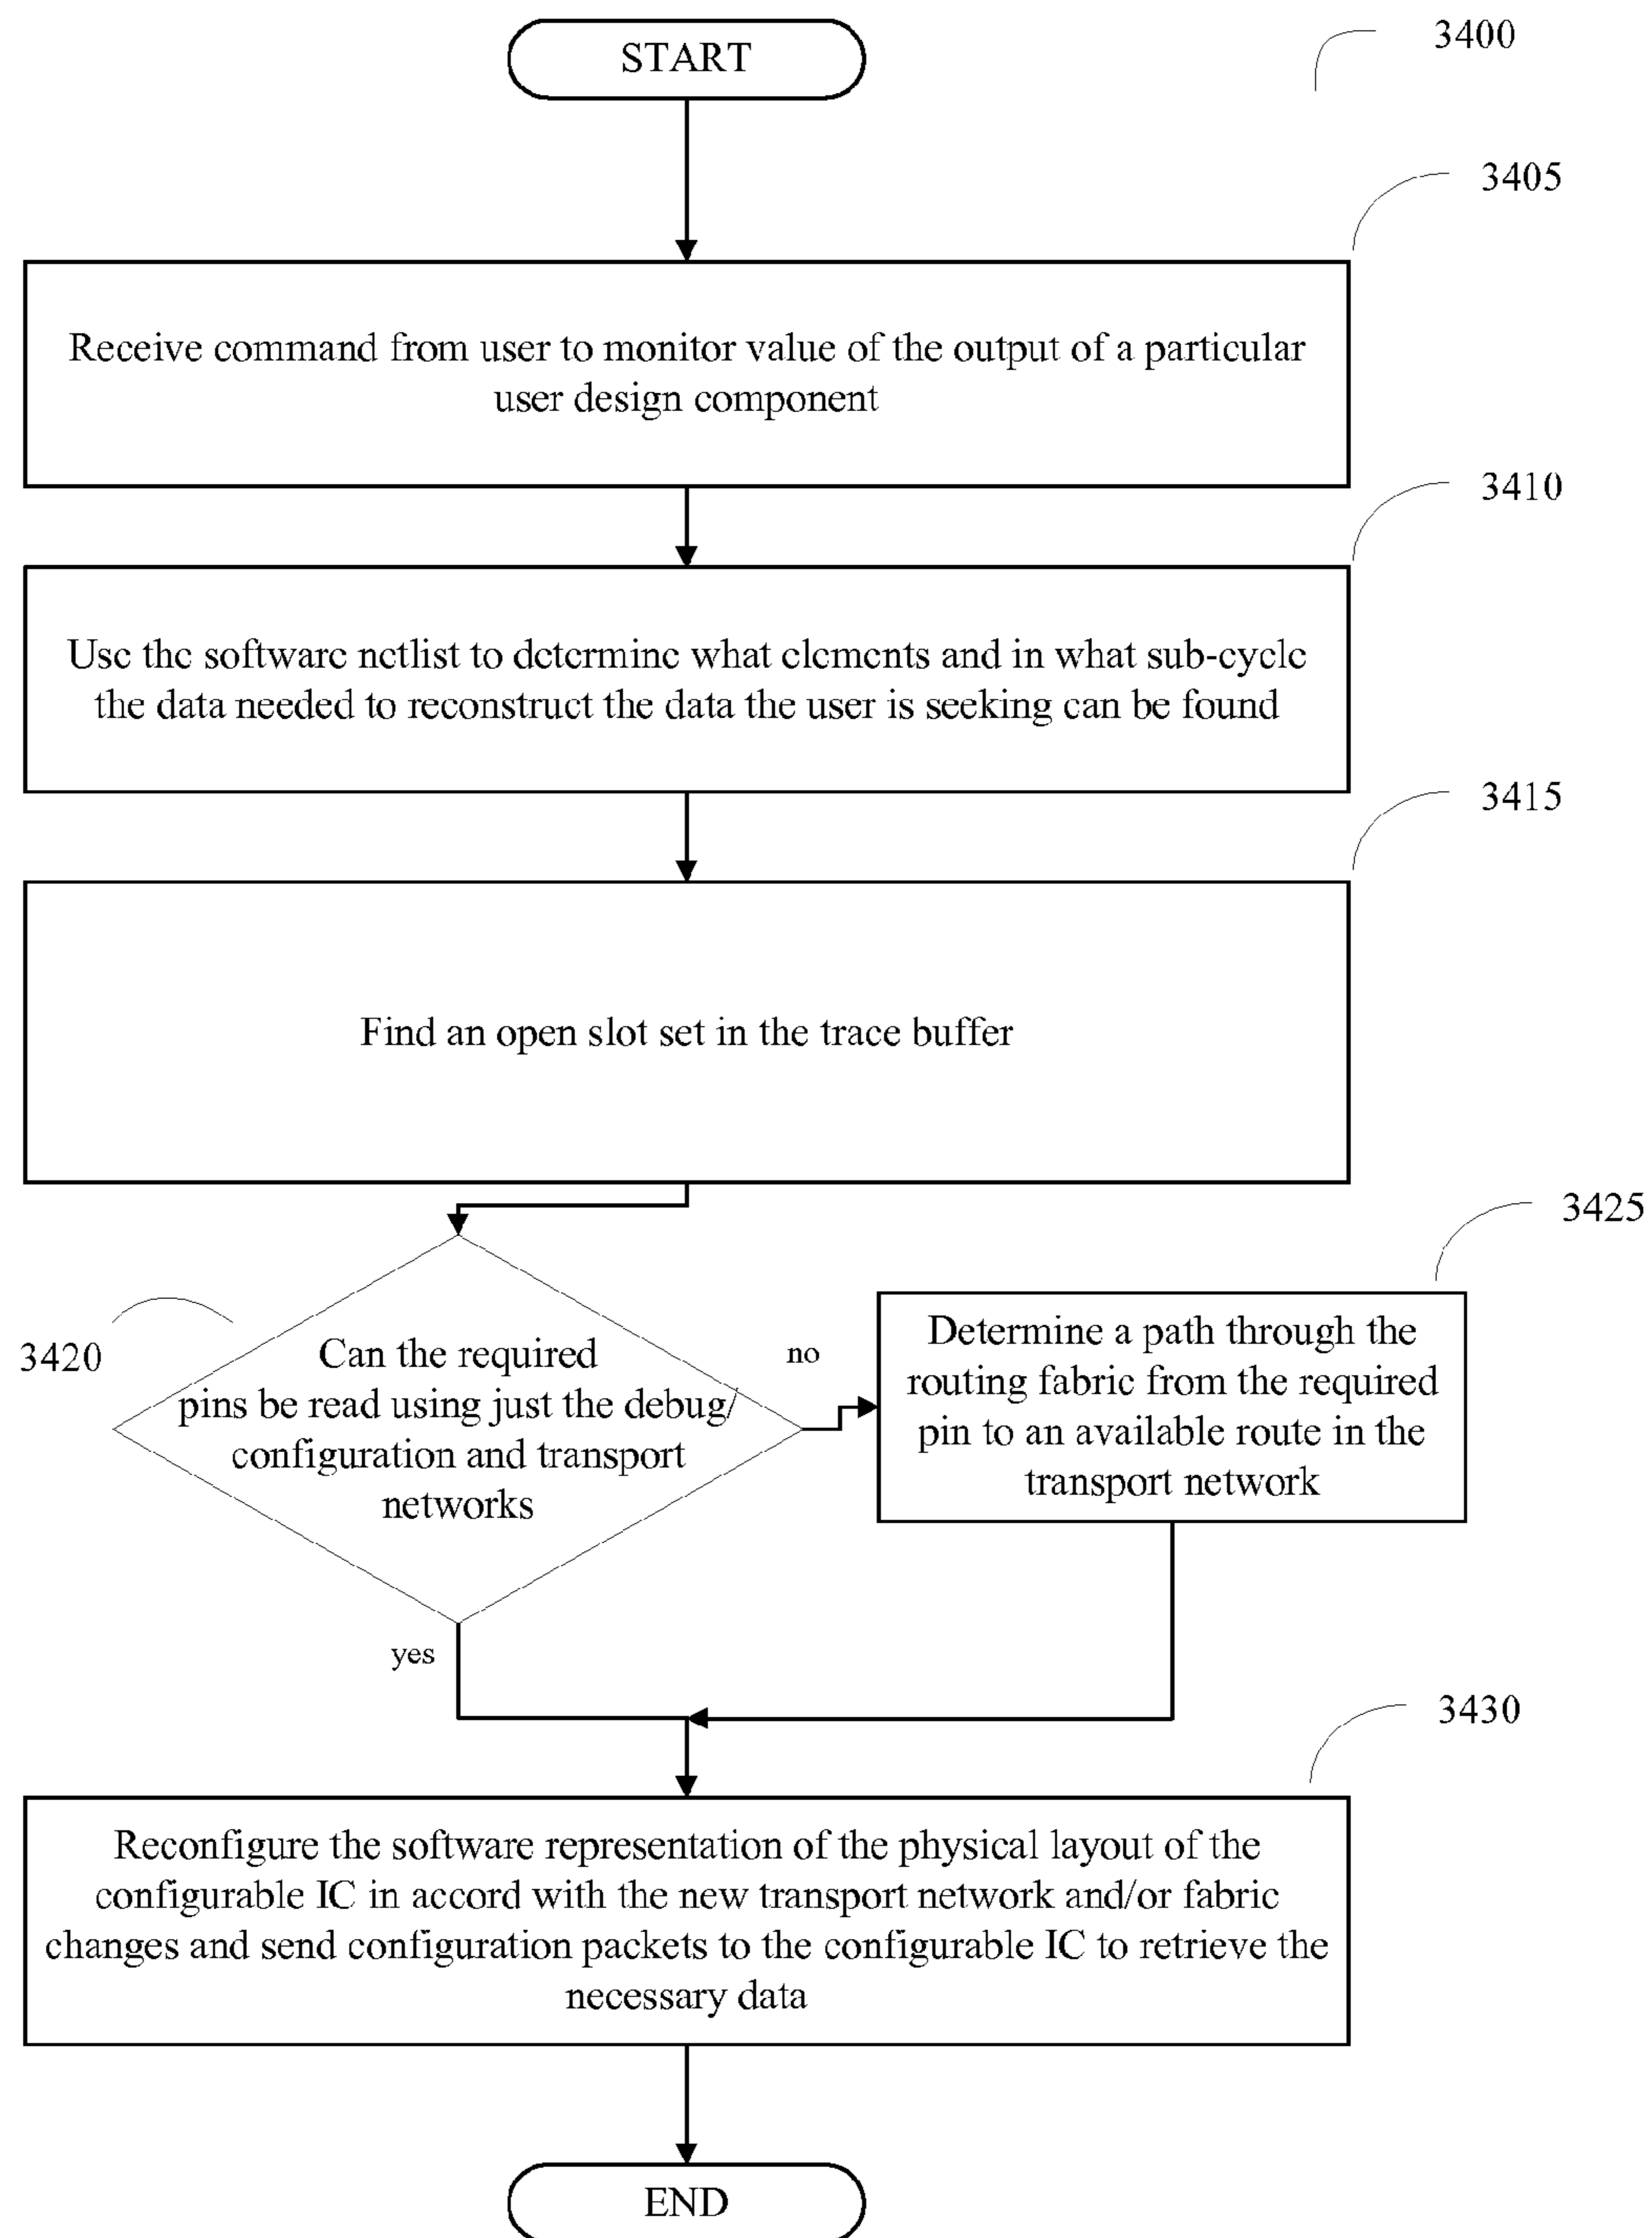 START
3400
3405
Receive command from user to monitor value of the output of a particular
user design component
3410
Use the software netlist to determine what elements and in what sub-cycle
the data needed to reconstruct the data the user is seeking can be found
3415
Find an open slot set in the trace buffer
3420
Can the required
pins be read using just the debug/
configuration and transport
networks
no
yes
3425
Determine a path through the
routing fabric from the required
pin to an available route in the
transport network
3430
Reconfigure the software representation of the physical layout of the
configurable IC in accord with the new transport network and/or fabric
changes and send configuration packets to the configurable IC to retrieve the
necessary data
END